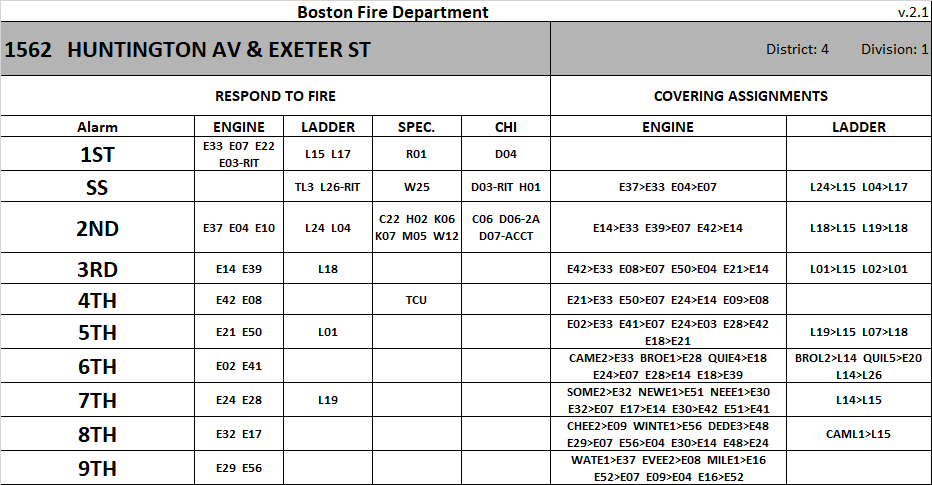 Boston Fire Department v.2.1
1562 HUNTINGTON AV & EXETER ST District: 4 Division: 1
RESPOND TO FIRE COVERING ASSIGNMENTS
Alarm ENGINE LADDER SPEC. CHI ENGINE LADDER
1ST E33 E07 E22 E03-RIT L15 L17 R01 D04
SS TL3 L26-RIT W25 D03-RIT H01 E37>E33 E04>E07 L24>L15 L04>L17
2ND E37 E04 E10 L24 L04 C22 H02 K06 K07 M05 W12 C06 D06-2A D07-ACCT E14>E33 E39>E07 E42>E14 L18>L15 L19>L18
3RD E14 E39 L18 E42>E33 E08>E07 E50>E04 E21>E14 L01>L15 L02>L01
4TH E42 E08 TCU E21>E33 E50>E07 E24>E14 E09>E08
5TH E21 E50 L01 E02>E33 E41>E07 E24>E03 E28>E42 E18>E21 L19>L15 L07>L18
6TH E02 E41 CAME2>E33 BROE1>E28 QUIE4>E18 E24>E07 E28>E14 E18>E39 BROL2>L14 QUIL5>E20 L14>L26
7TH E24 E28 L19 SOME2>E32 NEWE1>E51 NEEE1>E30 E32>E07 E17>E14 E30>E42 E51>E41 L14>L15
8TH E32 E17 CHEE2>E09 WINTE1>E56 DEDE3>E48 E29>E07 E56>E04 E30>E14 E48>E24 CAML1>L15
9TH E29 E56 WATE1>E37 EVEE2>E08 MILE1>E16 E52>E07 E09>E04 E16>E52